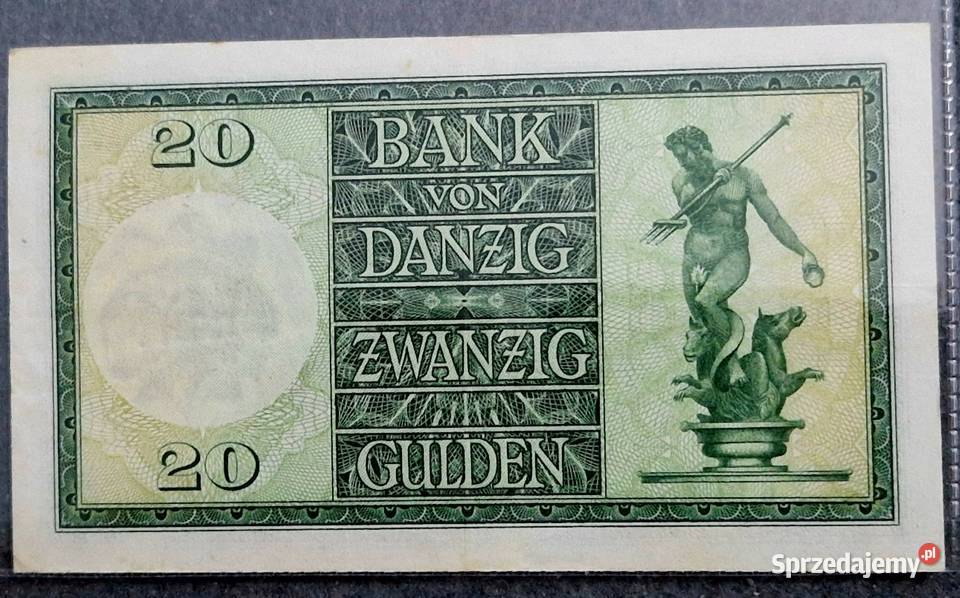 20
BANK
VON
DANZIG
ZWANZIG
GULDEN
20
Sprzedajemy.pl